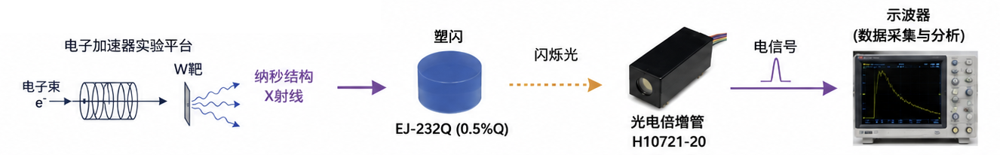 电子加速器实验平台
电子束
e⁻
W靶
纳秒结构
X射线
塑闪
EJ-232Q (0.5%Q)
闪烁光
光电倍增管
H10721-20
电信号
示波器
(数据采集与分析)